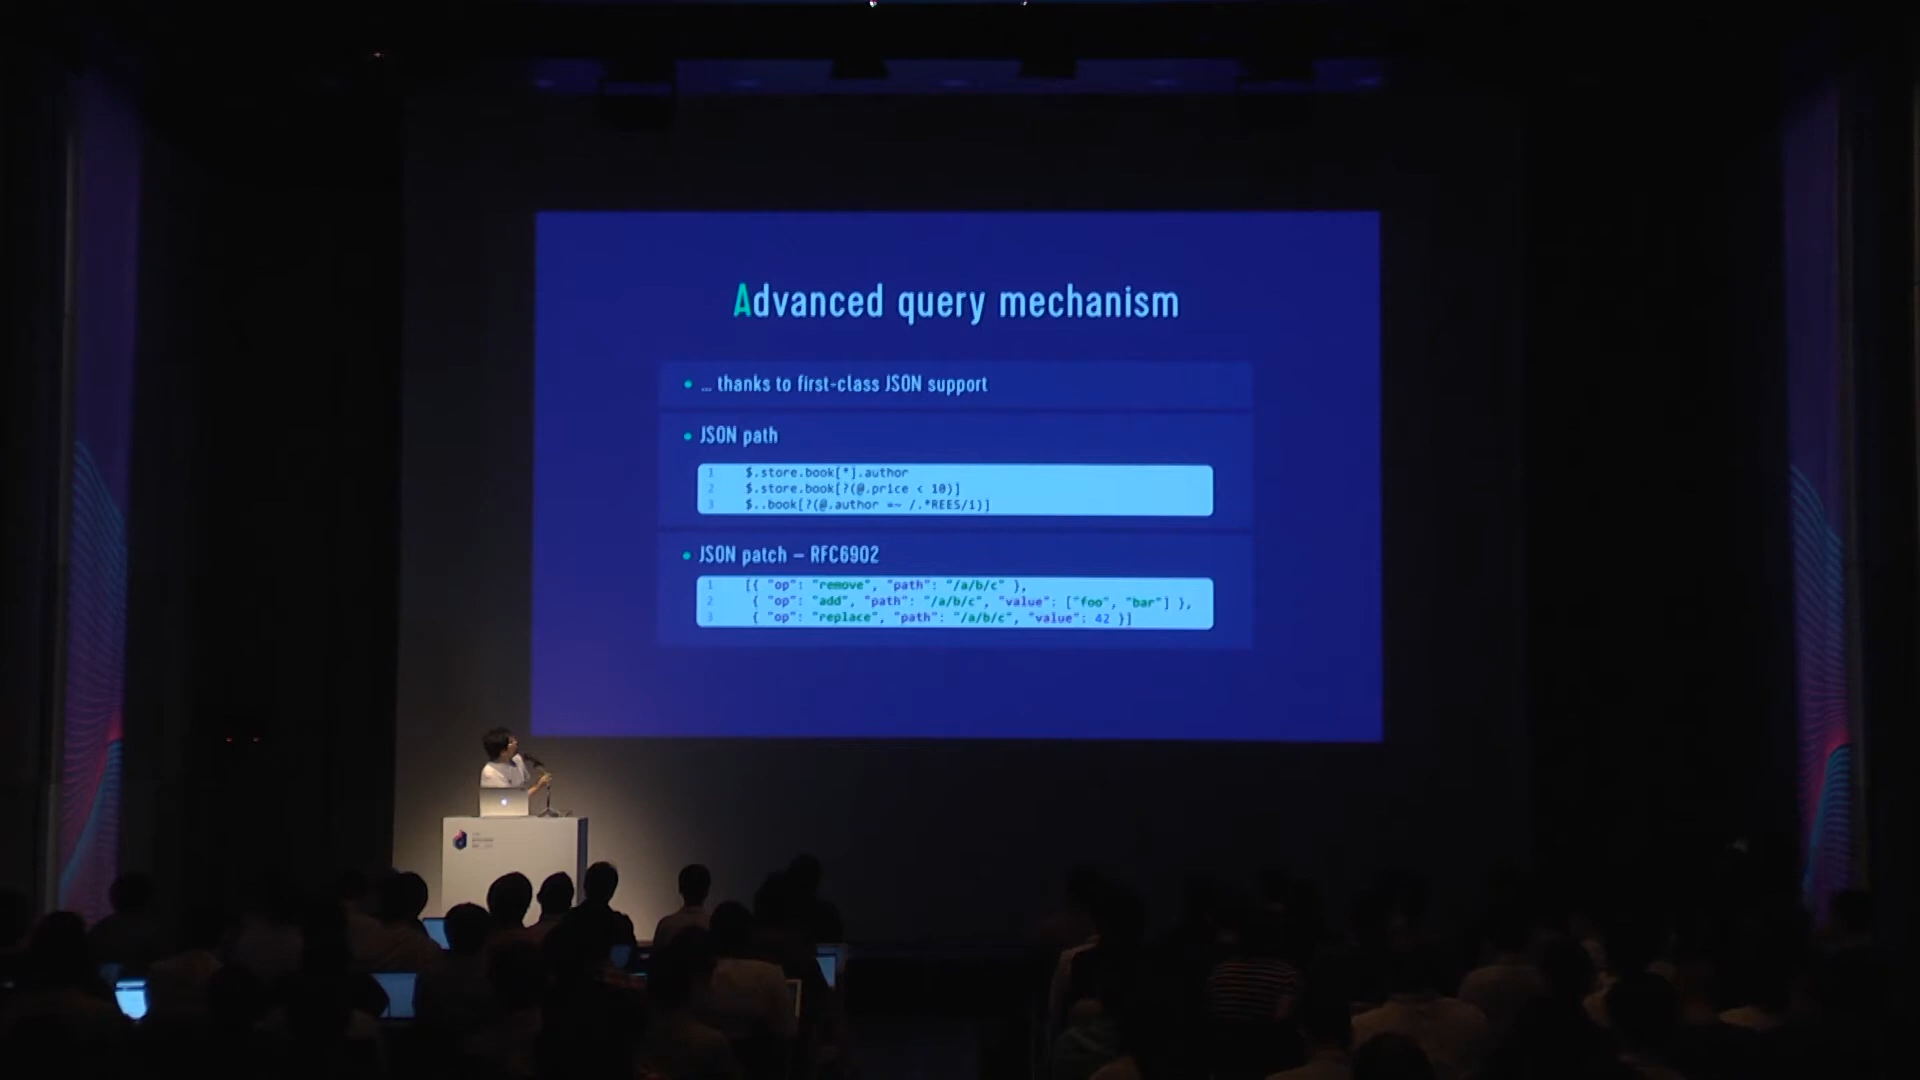 Advanced query mechanism
… thanks to first-class JSON support
JSON path
1 $.store.book[*].author
2 $.store.book[?(@.price < 10)]
3 $..book[?(@.author =~ /.*REES/i)]
JSON patch – RFC6902
1 [{ "op": "remove", "path": "/a/b/c" },
2 { "op": "add", "path": "/a/b/c", "value": ["foo", "bar"] },
3 { "op": "replace", "path": "/a/b/c", "value": 42 }]